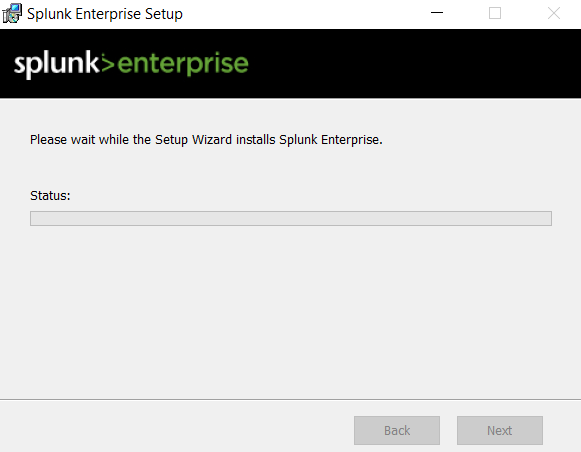 Splunk Enterprise Setup
splunk>enterprise
Please wait while the Setup Wizard installs Splunk Enterprise.
Status:
Back
Next